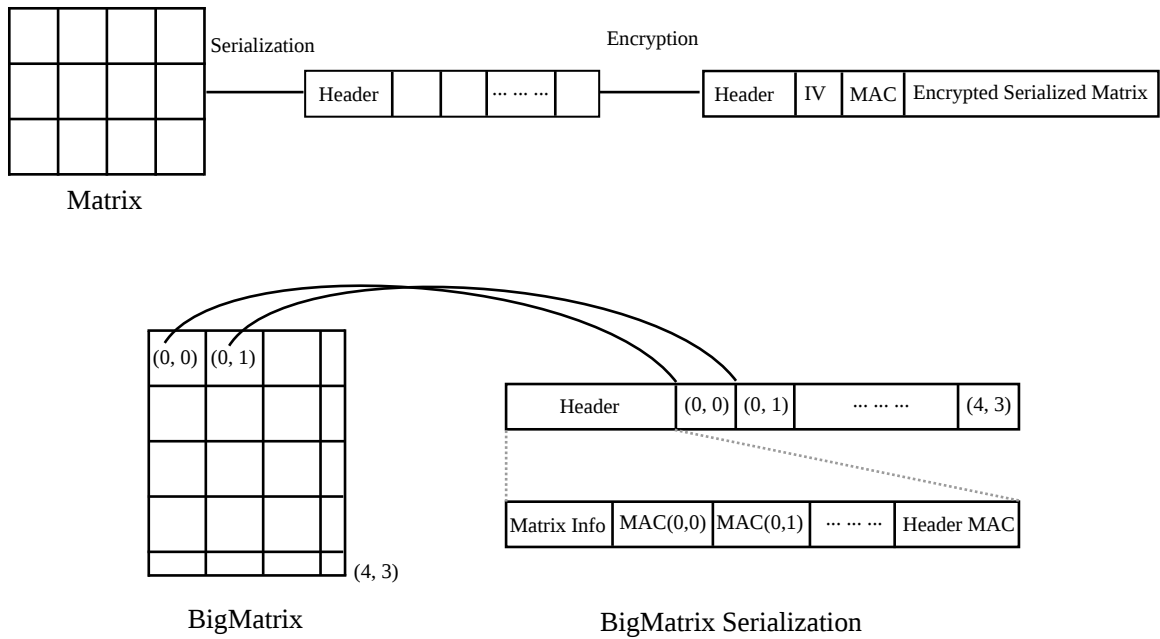 Serialization
Encryption
Header
... ... ...
Header
IV
MAC
Encrypted Serialized Matrix
Matrix
(0, 0)
(0, 1)
Header
(0, 0)
(0, 1)
... ... ...
(4, 3)
Matrix Info
MAC(0,0)
MAC(0,1)
... ... ...
Header MAC
(4, 3)
BigMatrix
BigMatrix Serialization